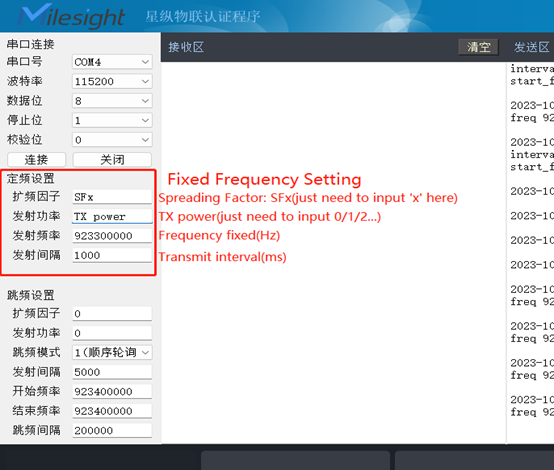 Milesight 星纵物联认证程序
串口连接
串口号 COM4
波特率 115200
数据位 8
停止位 1
校验位 0
连接 关闭
定频设置
扩频因子 SFx
发射功率 TX power
发射频率 923300000
发射间隔 1000
跳频设置
扩频因子 0
发射功率 0
跳频模式 1(顺序轮询
发射间隔 5000
开始频率 923400000
结束频率 923400000
跳频间隔 200000
接收区 清空 发送区
Fixed Frequency Setting
Spreading Factor: SFx(just need to input 'x' here)
TX power(just need to input 0/1/2...)
Frequency fixed(Hz)
Transmit interval(ms)
interva
start_f
2023-10
freq 92
2023-10
interva
start_f
2023-10
2023-10
2023-10
2023-10
2023-10
freq 92
2023-10
freq 92
2023-10
freq 92
2023-10
freq 92